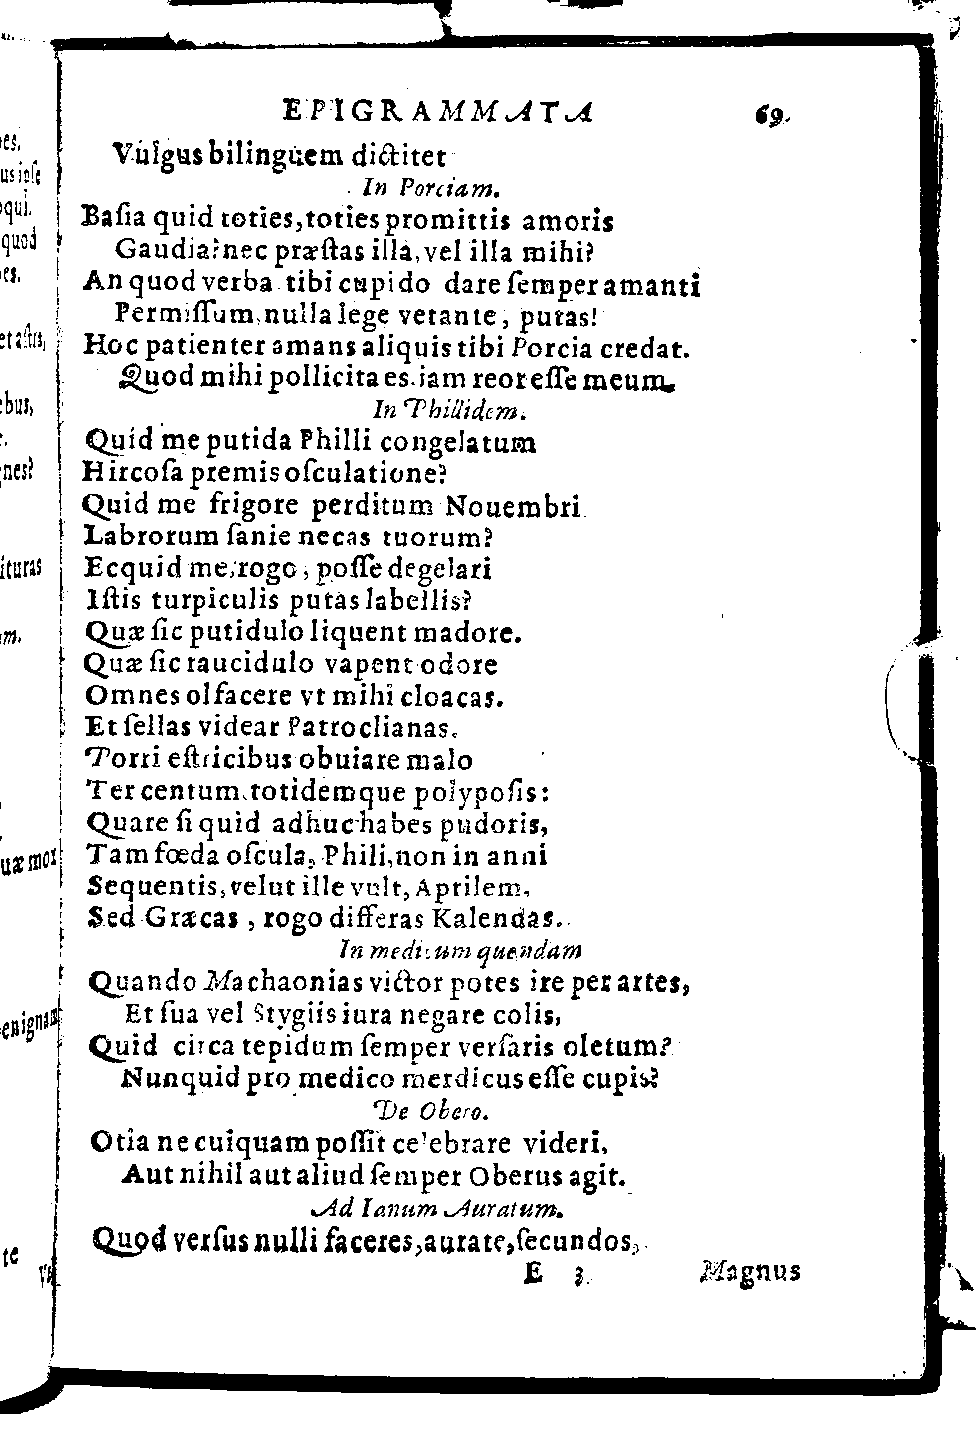 EPIGRAMMATA 69.
Vulgus bilinguem dictitet
In Porciam.
Baſia quid toties, toties promittis amoris
Gaudia? nec præſtas illa, vel illa mihi?
An quod verba tibi cupido dare ſemper amanti
Permiſſum, nulla lege vetante, putas!
Hoc patienter amans aliquis tibi Porcia credat.
Quod mihi pollicita es. iam reor eſſe meum.
In Phillidem.
Quid me putida Philli congelatum
Hircoſa premis oſculatione?
Quid me frigore perditum Nouembri
Labrorum ſanie necas tuorum?
Ecquid me, rogo, poſſe degelari
Iſtis turpiculis putas labellis?
Quæ ſic putidulo liquent madore.
Quæ ſic raucidulo vapent odore
Omnes olfacere vt mihi cloacas.
Et ſellas videar Patroclianas.
Torri eſtricibus obuiare malo
Ter centum, totidemque polypoſis:
Quare ſi quid adhuc habes pudoris,
Tam fœda oſcula, Phili, non in anni
Sequentis, velut ille vult, Aprilem,
Sed Græcas, rogo differas Kalendas.
In medicum quendam
Quando Machaonias victor potes ire per artes,
Et ſua vel Stygiis iura negare colis,
Quid circa tepidum ſemper verſaris oletum?
Nunquid pro medico merdicus eſſe cupis?
De Obero.
Otia ne cuiquam poſſit celebrare videri,
Aut nihil aut aliud ſemper Oberus agit.
Ad Ianum Auratum.
Quod verſus nulli faceres, aurate, ſecundos,
E 3. Magnus